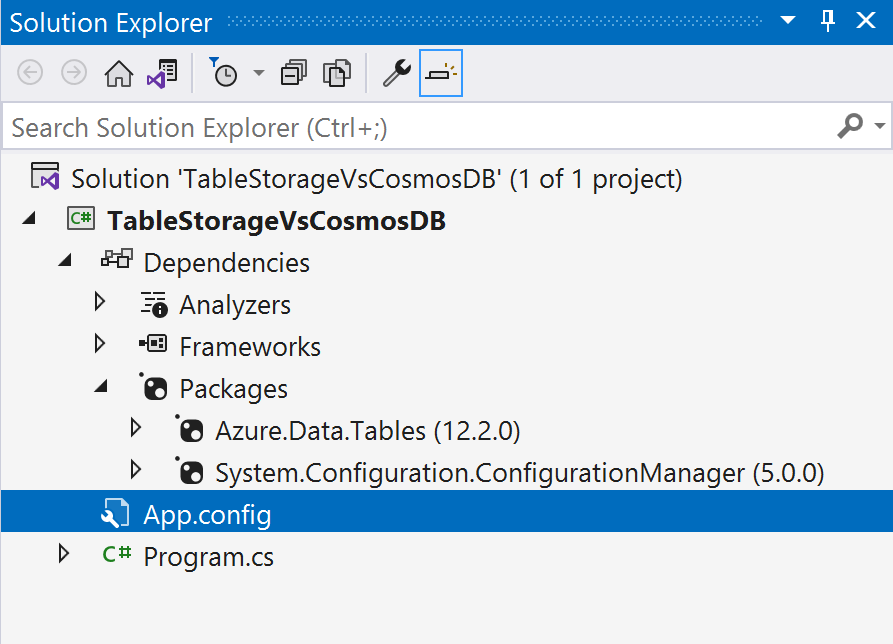 Solution Explorer
Search Solution Explorer (Ctrl+;)
Solution 'TableStorageVsCosmosDB' (1 of 1 project)
C# TableStorageVsCosmosDB
Dependencies
Analyzers
Frameworks
Packages
Azure.Data.Tables (12.2.0)
System.Configuration.ConfigurationManager (5.0.0)
App.config
C# Program.cs